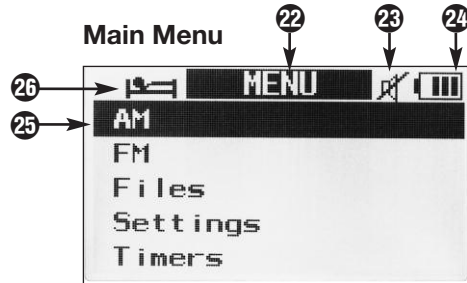 22 23 24
Main Menu
26 MENU
25 AM
FM
Files
Settings
Timers